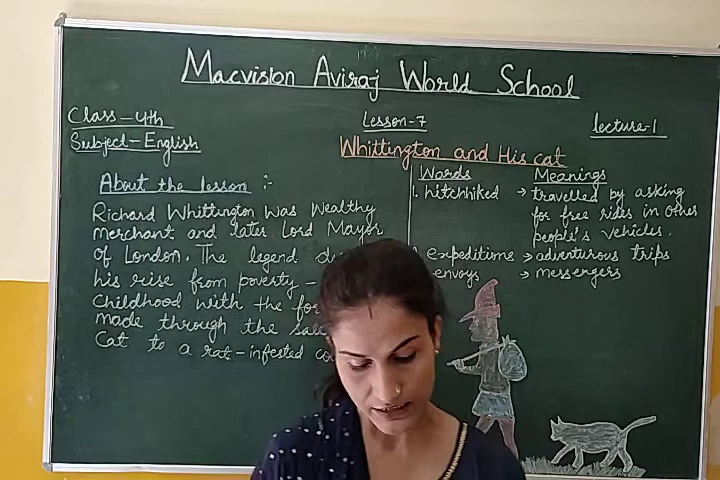 Macvision Aviraj World School
Class-4th
Subject-English
Lesson-7
Lecture-1
Whittington and His cat
About the lesson :-
Richard Whittington was wealthy
merchant and later Lord Mayor
of London. The legend
his rise from poverty -
Childhood with the
made through the
Cat to a rat-infested
Words Meanings
1. hitchhiked → travelled by asking
for free rides in other
people's vehicles.
expeditions → adventurous trips
envoys → messengers